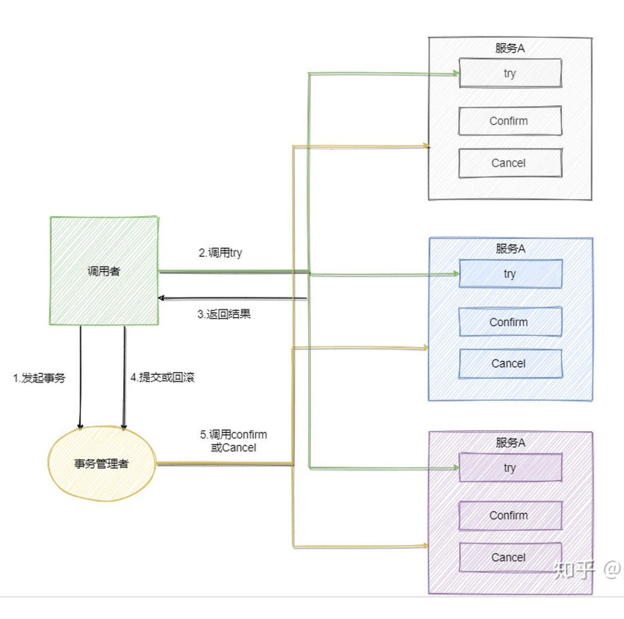 服务A
try
Confirm
Cancel
调用者
2.调用try
3.返回结果
服务A
try
Confirm
Cancel
1.发起事务
4.提交或回滚
事务管理者
5.调用confirm
或Cancel
服务A
try
Confirm
Cancel
知乎 @